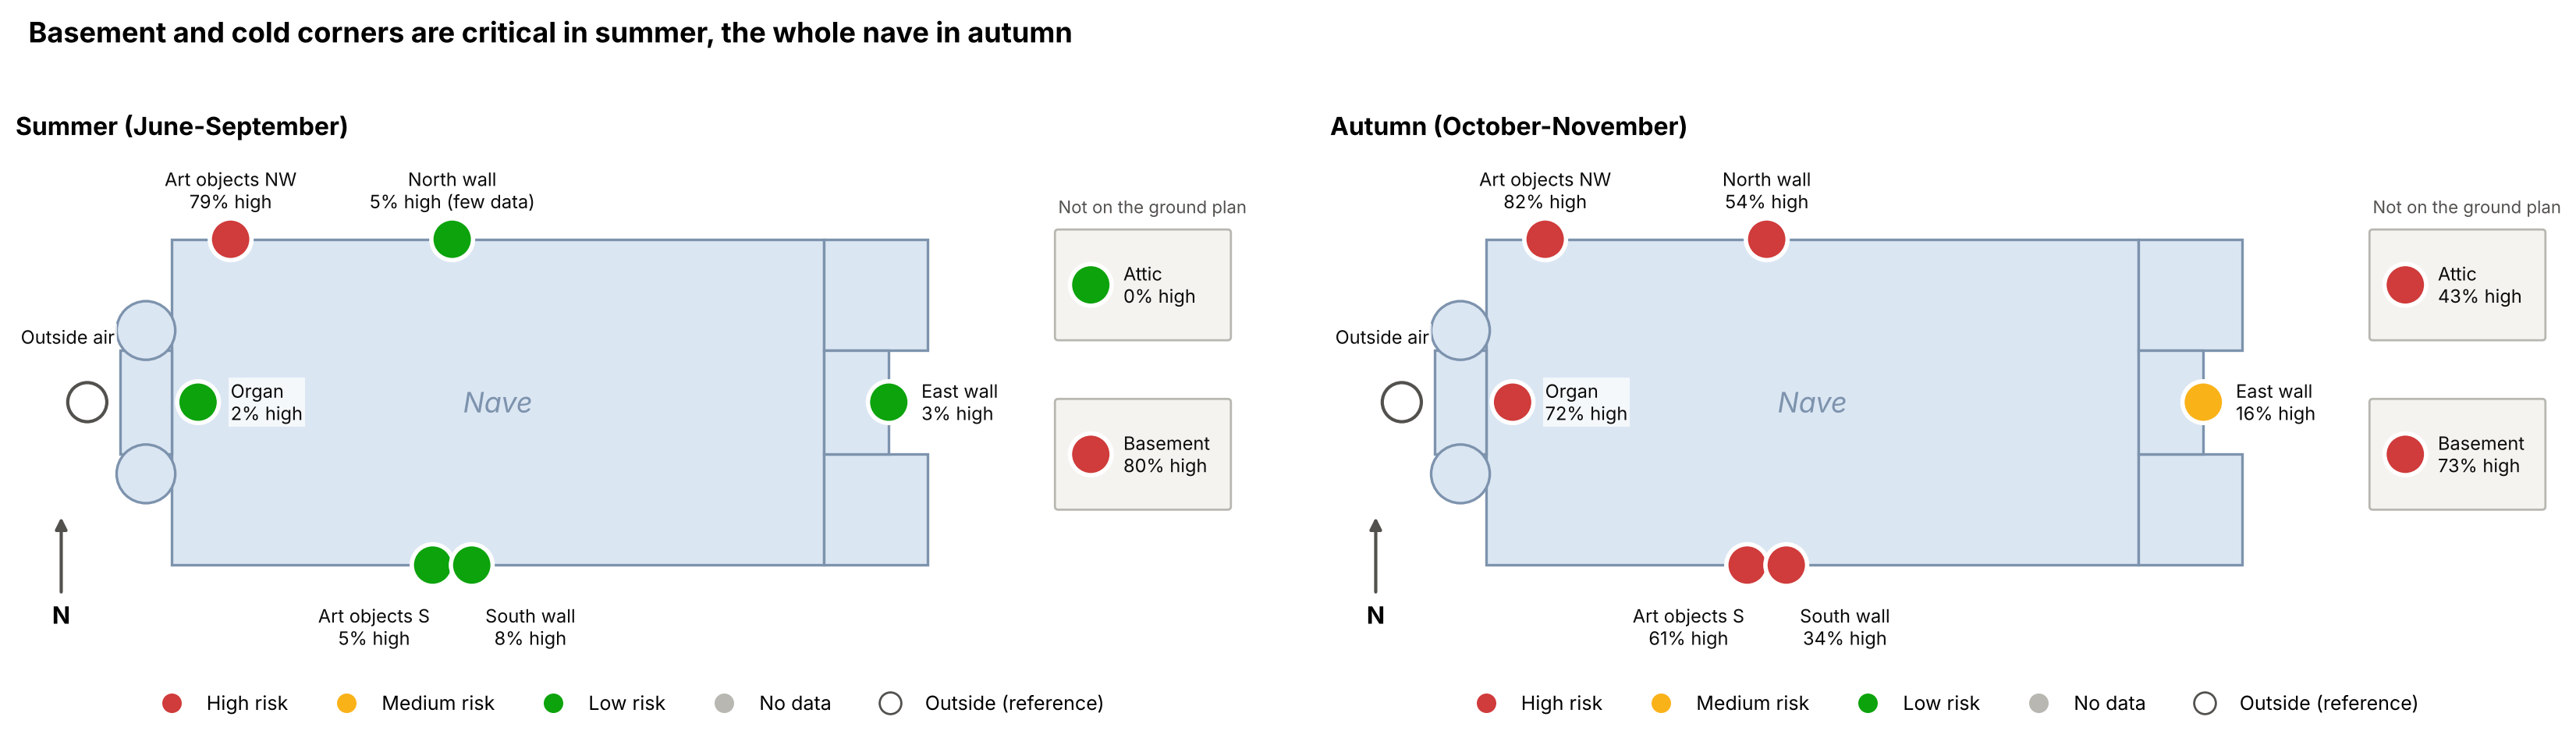 Basement and cold corners are critical in summer, the whole nave in autumn
Summer (June-September)
Art objects NW
79% high
North wall
5% high (few data)
Not on the ground plan
Attic
0% high
Outside air
Organ
2% high
Nave
East wall
3% high
Basement
80% high
N
Art objects S
5% high
South wall
8% high
High risk
Medium risk
Low risk
No data
Outside (reference)
Autumn (October-November)
Art objects NW
82% high
North wall
54% high
Not on the ground plan
Attic
43% high
Outside air
Organ
72% high
Nave
East wall
16% high
Basement
73% high
N
Art objects S
61% high
South wall
34% high
High risk
Medium risk
Low risk
No data
Outside (reference)